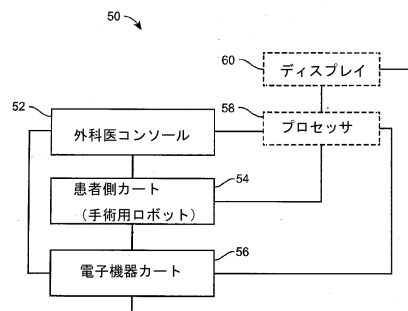 50
60
ディスプレイ
52
58
外科医コンソール
プロセッサ
54
患者側カート
(手術用ロボット)
56
電子機器カート